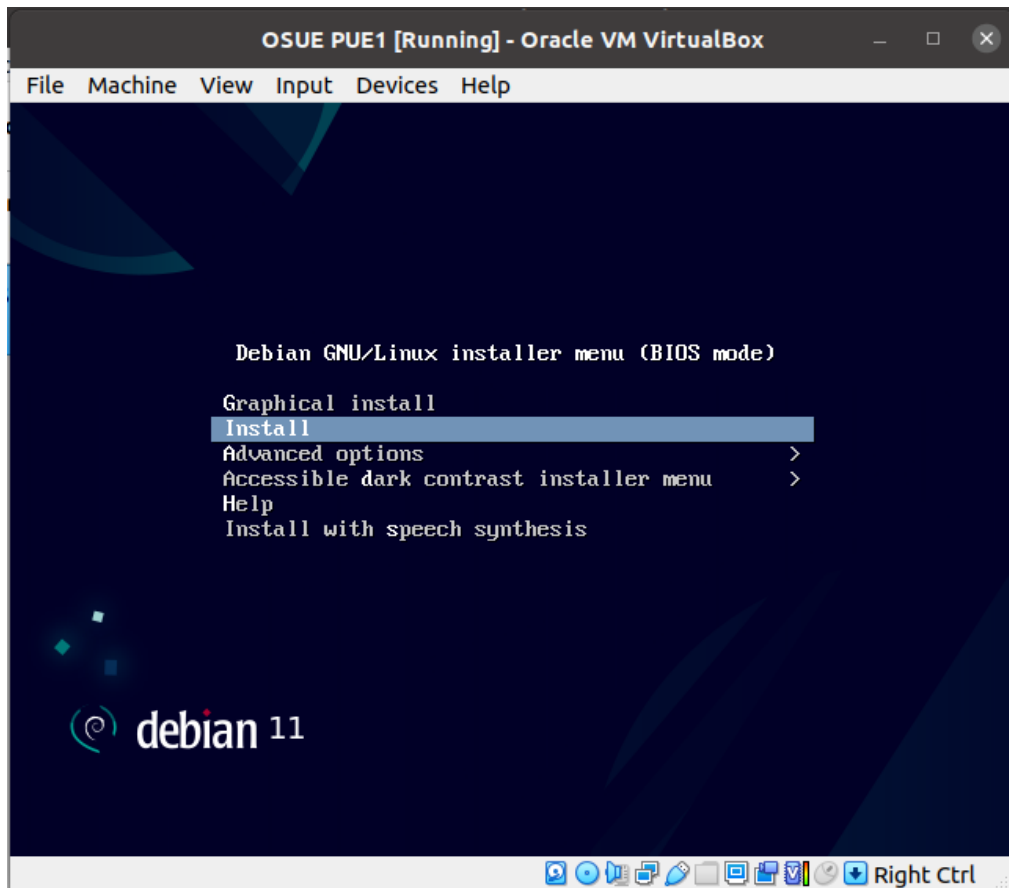 OSUE PUE1 [Running] - Oracle VM VirtualBox
File Machine View Input Devices Help
Debian GNU/Linux installer menu (BIOS mode)
Graphical install
Install
Advanced options >
Accessible dark contrast installer menu >
Help
Install with speech synthesis
debian 11
Right Ctrl